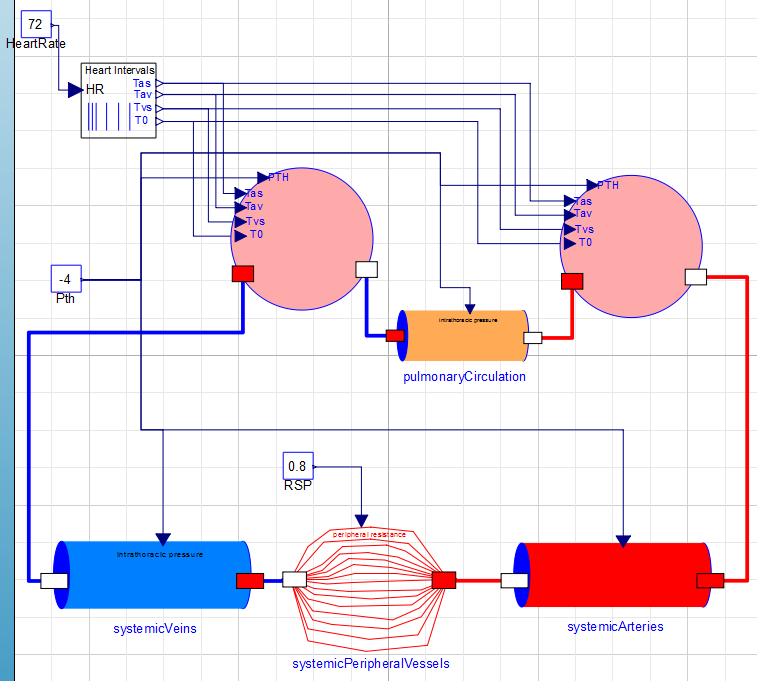 72
HeartRate
Heart Intervals
HR
Tas
Tav
Tvs
T0
PTH
Tas
Tav
Tvs
T0
PTH
Tas
Tav
Tvs
T0
-4
Pth
intrathoracic pressure
pulmonaryCirculation
0.8
RSP
peripheral resistance
intrathoracic pressure
systemicVeins
systemicPeripheralVessels
systemicArteries